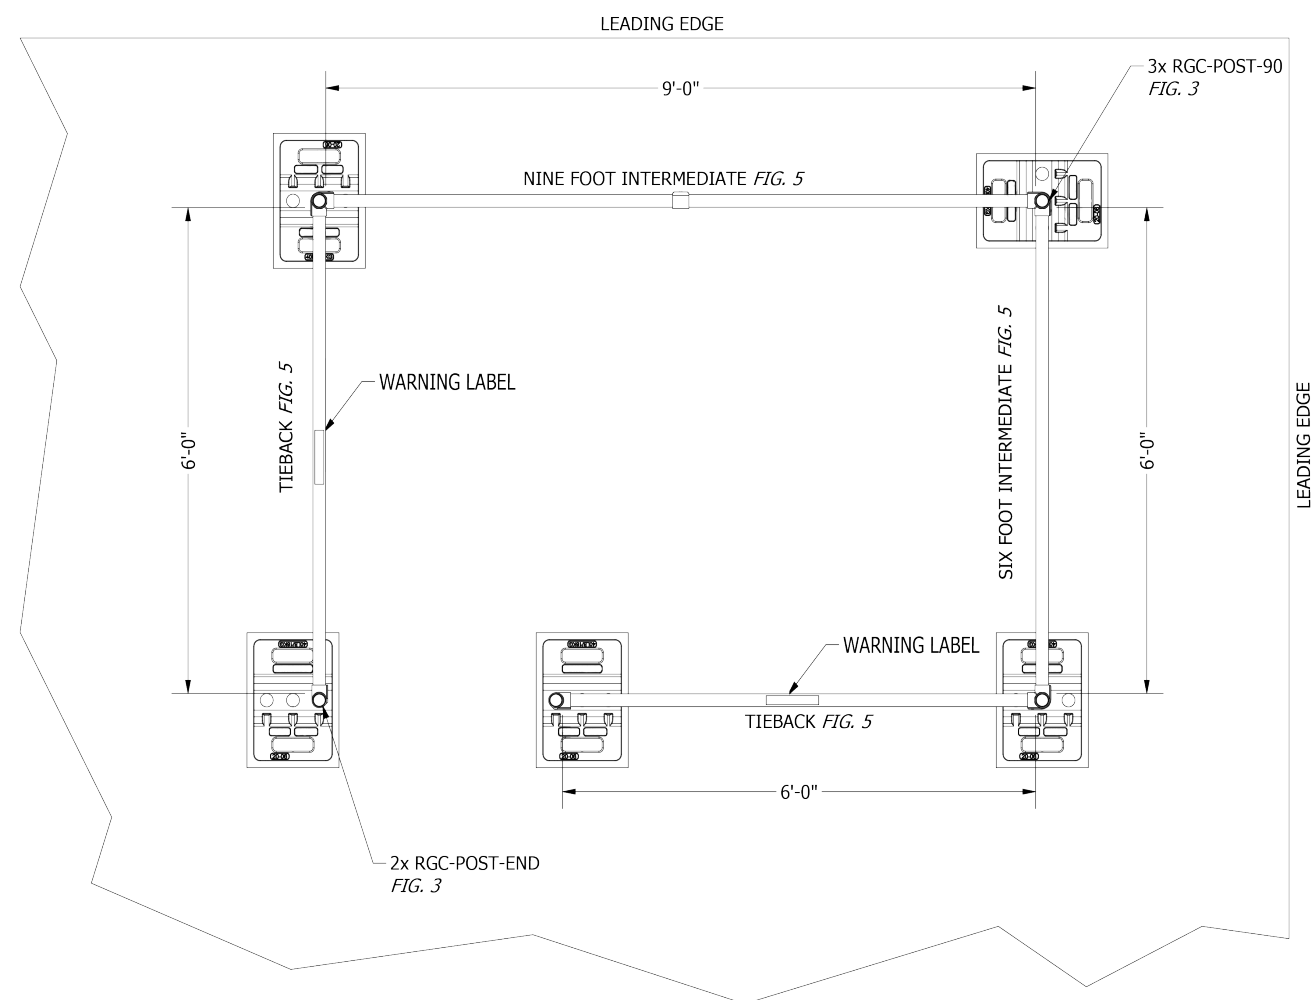 LEADING EDGE
3x RGC-POST-90
FIG. 3
9'-0"
NINE FOOT INTERMEDIATE FIG. 5
TIEBACK FIG. 5
WARNING LABEL
6'-0"
SIX FOOT INTERMEDIATE FIG. 5
6'-0"
LEADING EDGE
WARNING LABEL
TIEBACK FIG. 5
6'-0"
2x RGC-POST-END
FIG. 3